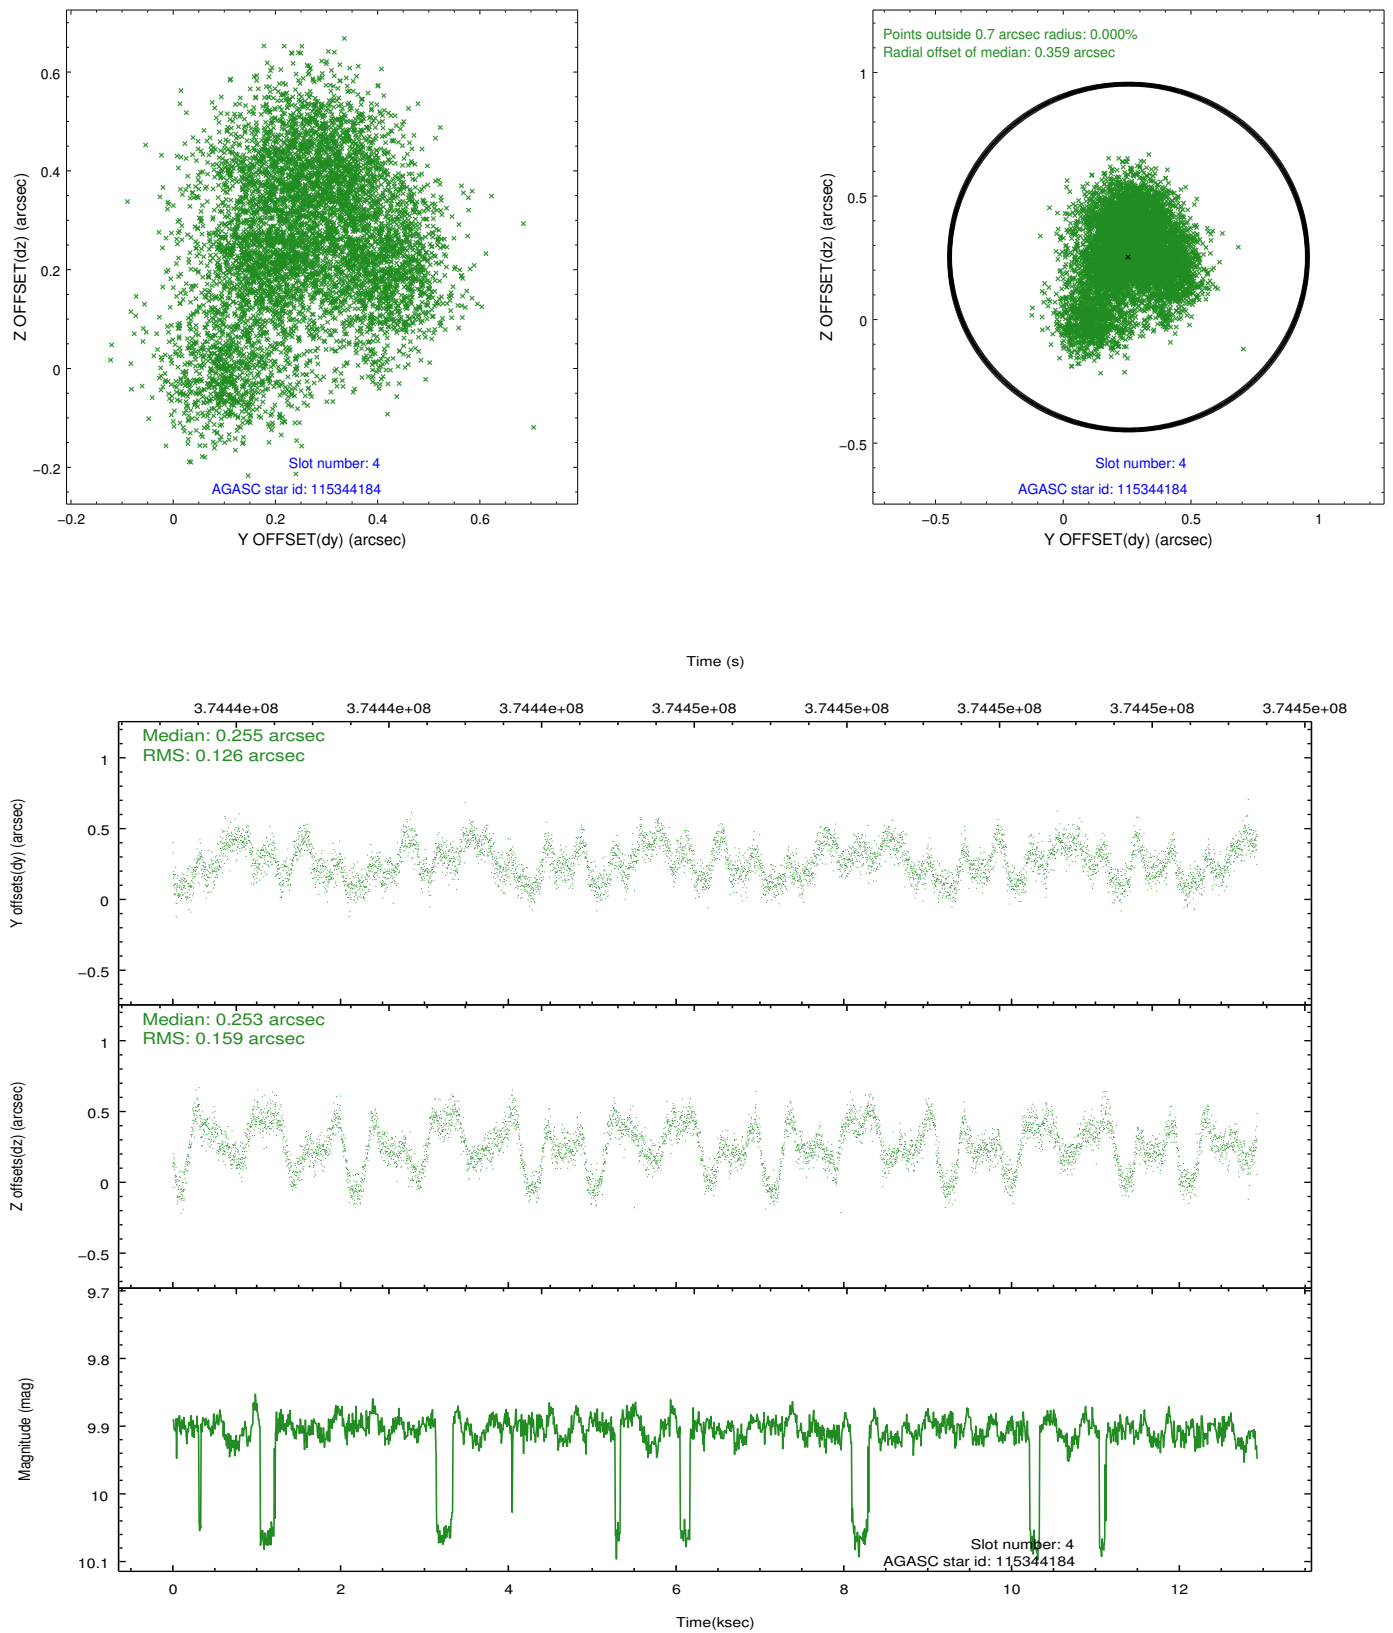 0.6
0.4
0.2
0
−0.2
Z OFFSET(dz) (arcsec)
Slot number: 4
AGASC star id: 115344184
−0.2 0 0.2 0.4 0.6
Y OFFSET(dy) (arcsec)
Points outside 0.7 arcsec radius: 0.000%
Radial offset of median: 0.359 arcsec
1
0.5
0
−0.5
Z OFFSET(dz) (arcsec)
Slot number: 4
AGASC star id: 115344184
−0.5 0 0.5 1
Y OFFSET(dy) (arcsec)
Time (s)
3.7444e+08 3.7444e+08 3.7444e+08 3.7445e+08 3.7445e+08 3.7445e+08 3.7445e+08 3.7445e+08
Median: 0.255 arcsec
RMS: 0.126 arcsec
1
0.5
0
−0.5
Y offsets(dy) (arcsec)
Median: 0.253 arcsec
RMS: 0.159 arcsec
1
0.5
0
−0.5
Z offsets(dz) (arcsec)
9.7
9.8
9.9
10
10.1
Magnitude (mag)
Slot number: 4
AGASC star id: 115344184
0 2 4 6 8 10 12
Time(ksec)